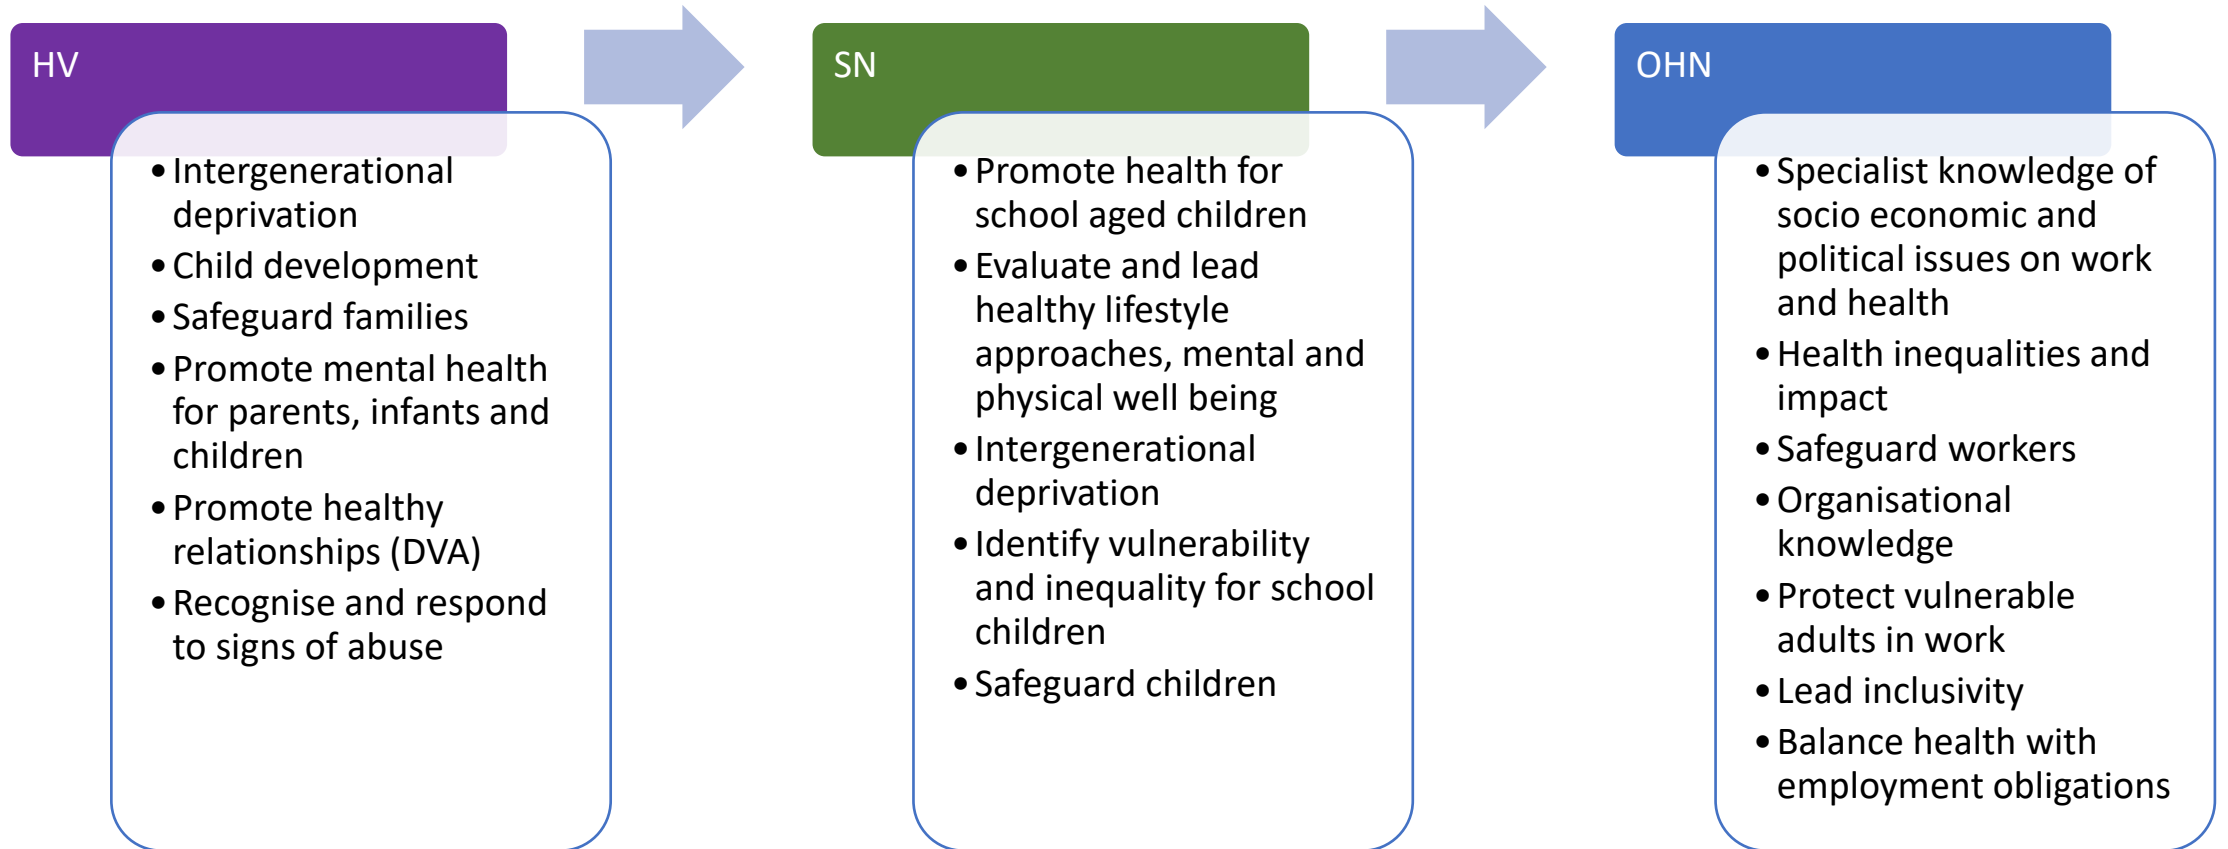 HV
• Intergenerational
deprivation
• Child development
• Safeguard families
• Promote mental health
for parents, infants and
children
• Promote healthy
relationships (DVA)
• Recognise and respond
to signs of abuse
SN
• Promote health for
school aged children
• Evaluate and lead
healthy lifestyle
approaches, mental and
physical well being
• Intergenerational
deprivation
• Identify vulnerability
and inequality for school
children
• Safeguard children
OHN
• Specialist knowledge of
socio economic and
political issues on work
and health
• Health inequalities and
impact
• Safeguard workers
• Organisational
knowledge
• Protect vulnerable
adults in work
• Lead inclusivity
• Balance health with
employment obligations